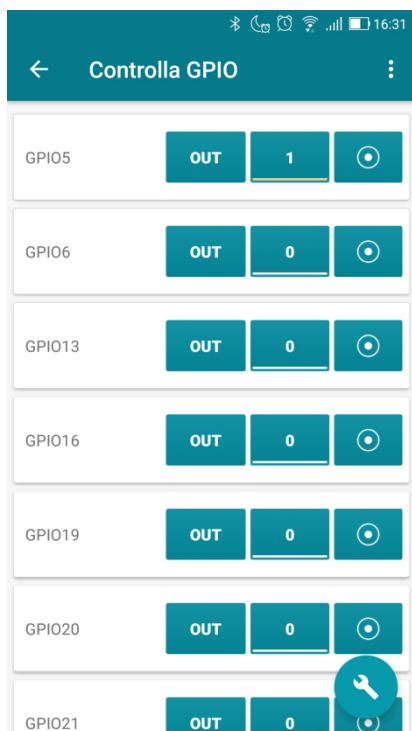 16:31
Controlla GPIO
GPIO5 OUT 1
GPIO6 OUT 0
GPIO13 OUT 0
GPIO16 OUT 0
GPIO19 OUT 0
GPIO20 OUT 0
GPIO21 OUT 0